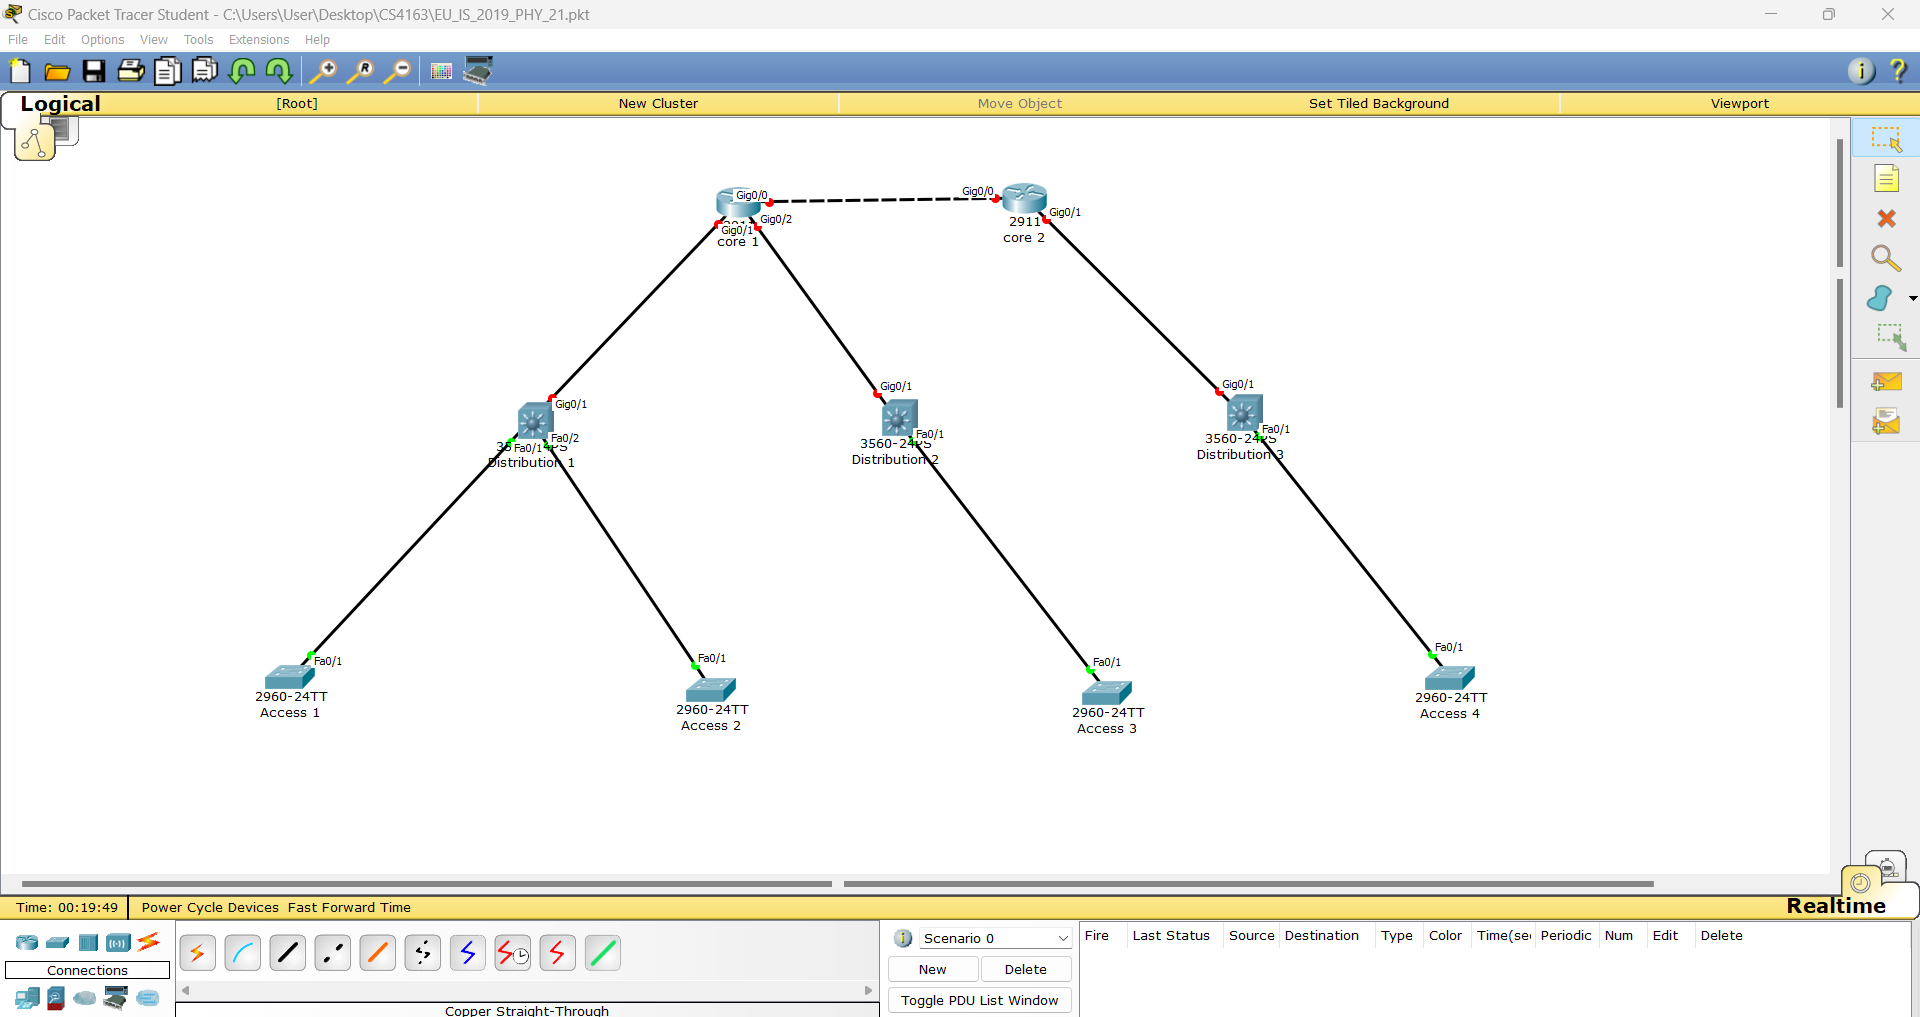 Cisco Packet Tracer Student - C:\Users\User\Desktop\CS4163\EU_IS_2019_PHY_21.pkt
File Edit Options View Tools Extensions Help
Logical [Root] New Cluster Move Object Set Tiled Background Viewport
Gig0/0 Gig0/0
Gig0/2 Gig0/1
Gig0/1 2911
core 1 core 2
Gig0/1 Gig0/1
Gig0/1
Fa0/2 Fa0/1 Fa0/1
Fa0/1 3560-24PS 3560-24PS
Distribution 1 Distribution 2 Distribution 3
Fa0/1 Fa0/1 Fa0/1 Fa0/1
2960-24TT 2960-24TT 2960-24TT 2960-24TT
Access 1 Access 2 Access 3 Access 4
Time: 00:19:49 Power Cycle Devices Fast Forward Time Realtime
Connections
Copper Straight-Through
Scenario 0
New Delete
Toggle PDU List Window
Fire Last Status Source Destination Type Color Time(sec Periodic Num Edit Delete